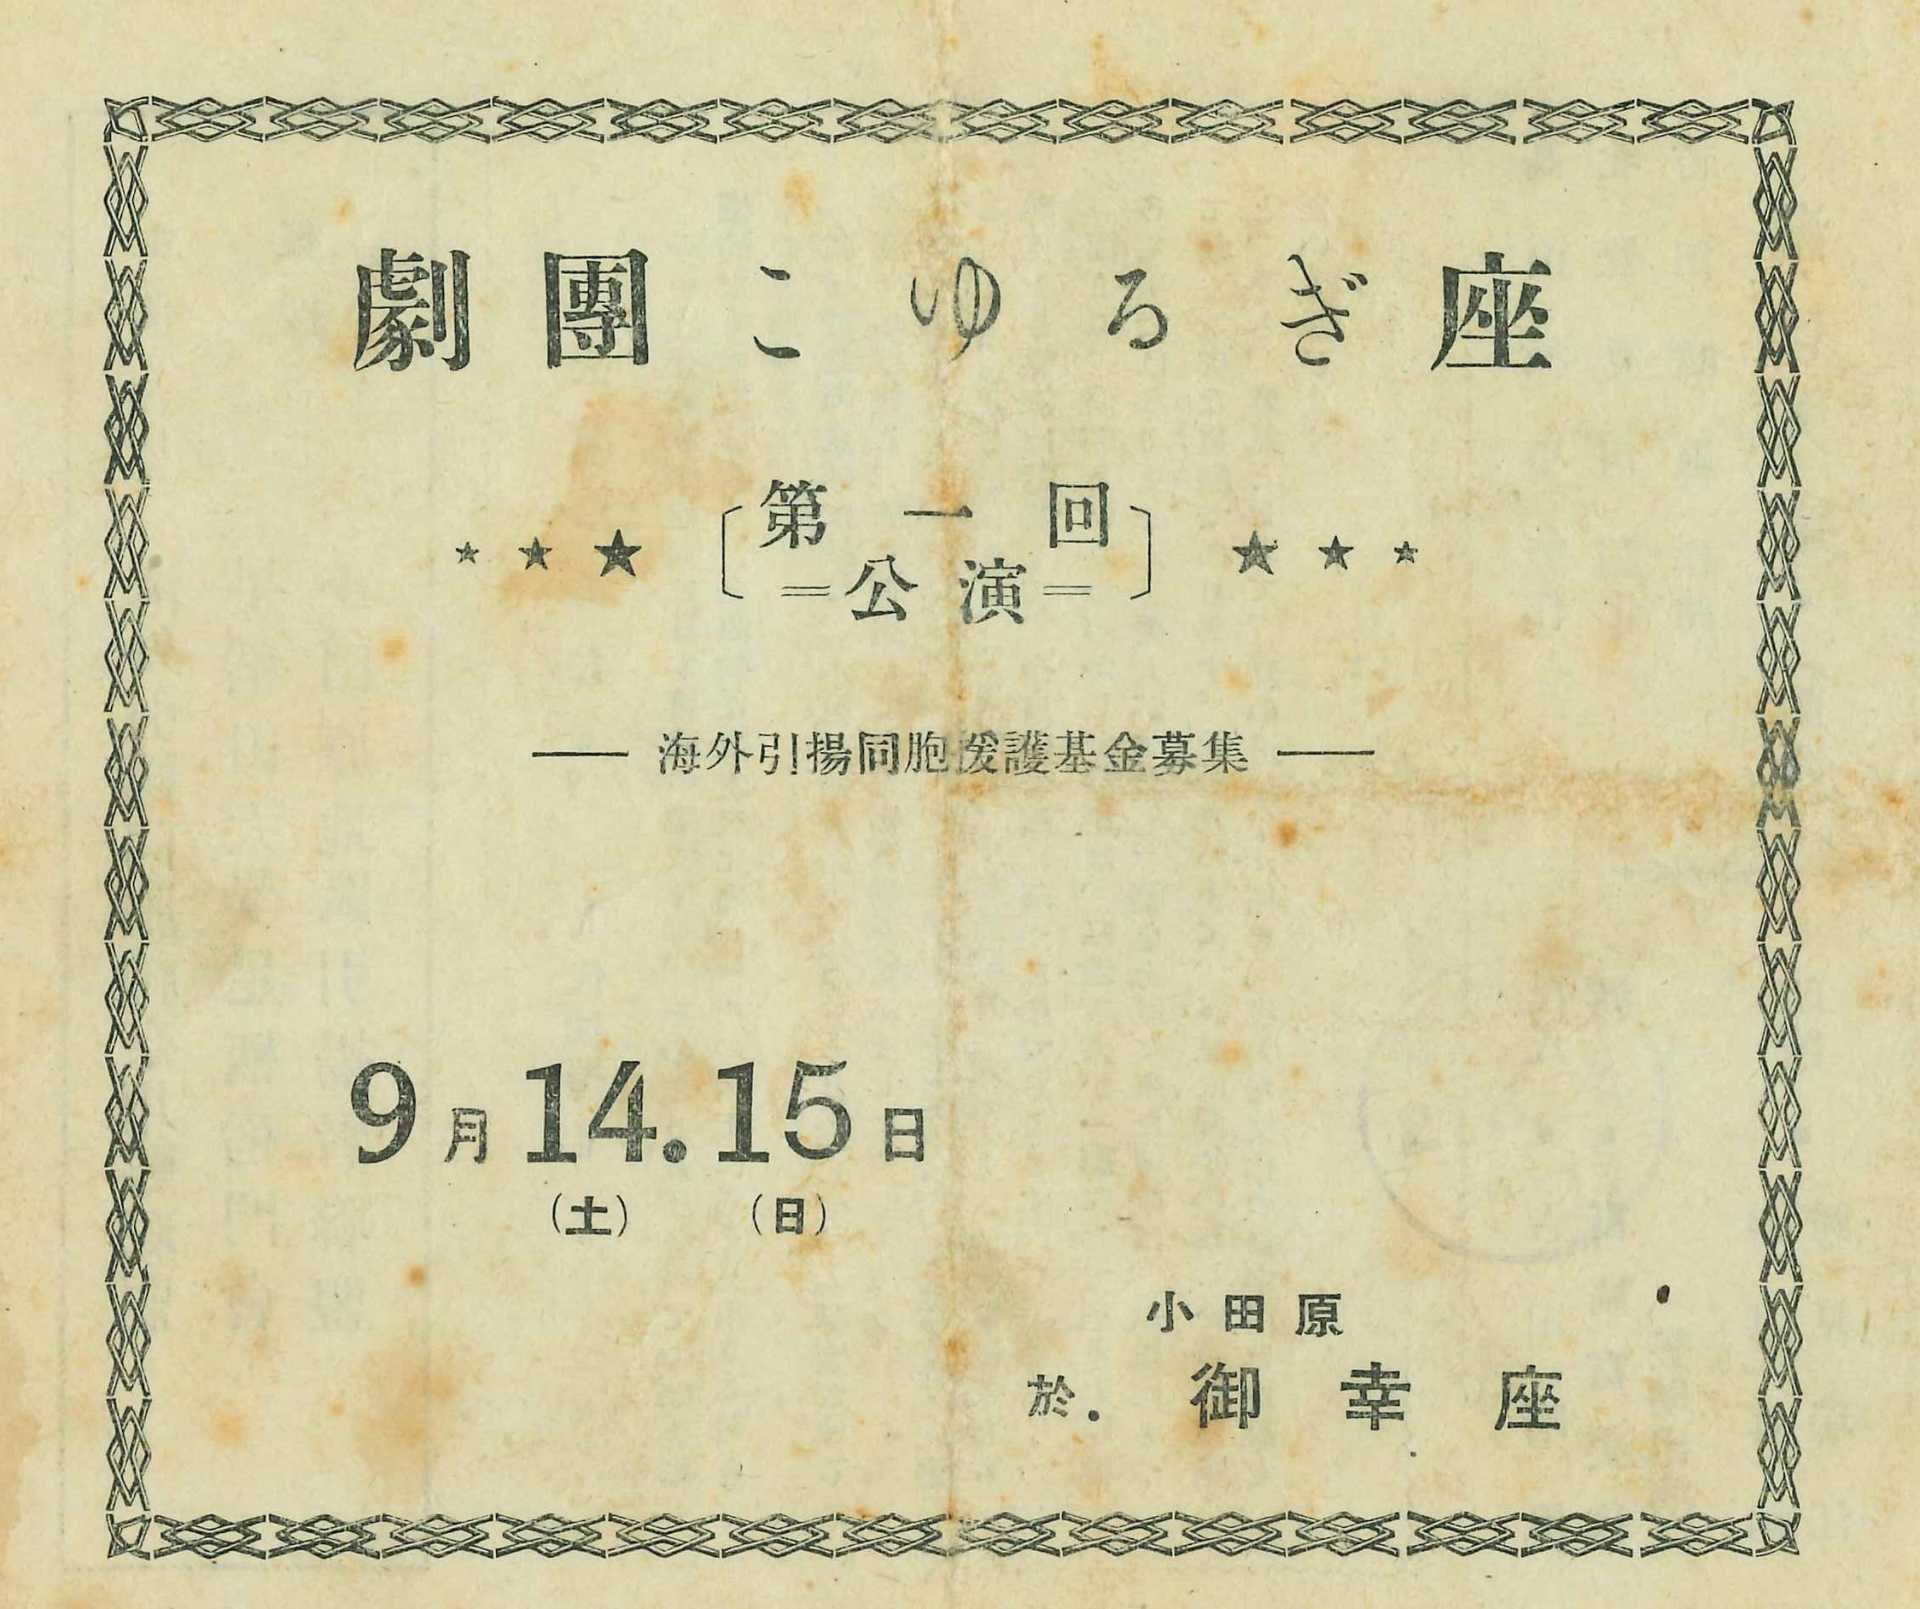 劇團こゆるぎ座
★★★〔第一回
=公演=〕★★★
── 海外引揚同胞援護基金募集 ──
9月14.15日
(土) (日)
小田原
於.御幸座